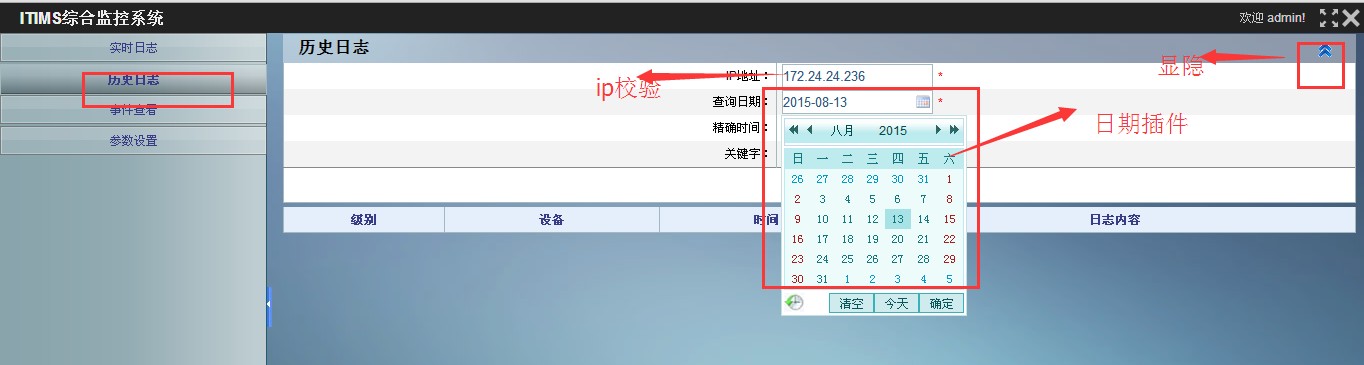 ITIMS综合监控系统
欢迎 admin!
实时日志
历史日志
事件查看
参数设置
历史日志
显隐
IP地址： 172.24.24.236 *
ip校验
查询日期： 2015-08-13 *
日期插件
精确时间：
关键字：
八月 2015
日 一 二 三 四 五 六
26 27 28 29 30 31 1
2 3 4 5 6 7 8
9 10 11 12 13 14 15
16 17 18 19 20 21 22
23 24 25 26 27 28 29
30 31 1 2 3 4 5
清空 今天 确定
级别 设备 时间 日志内容